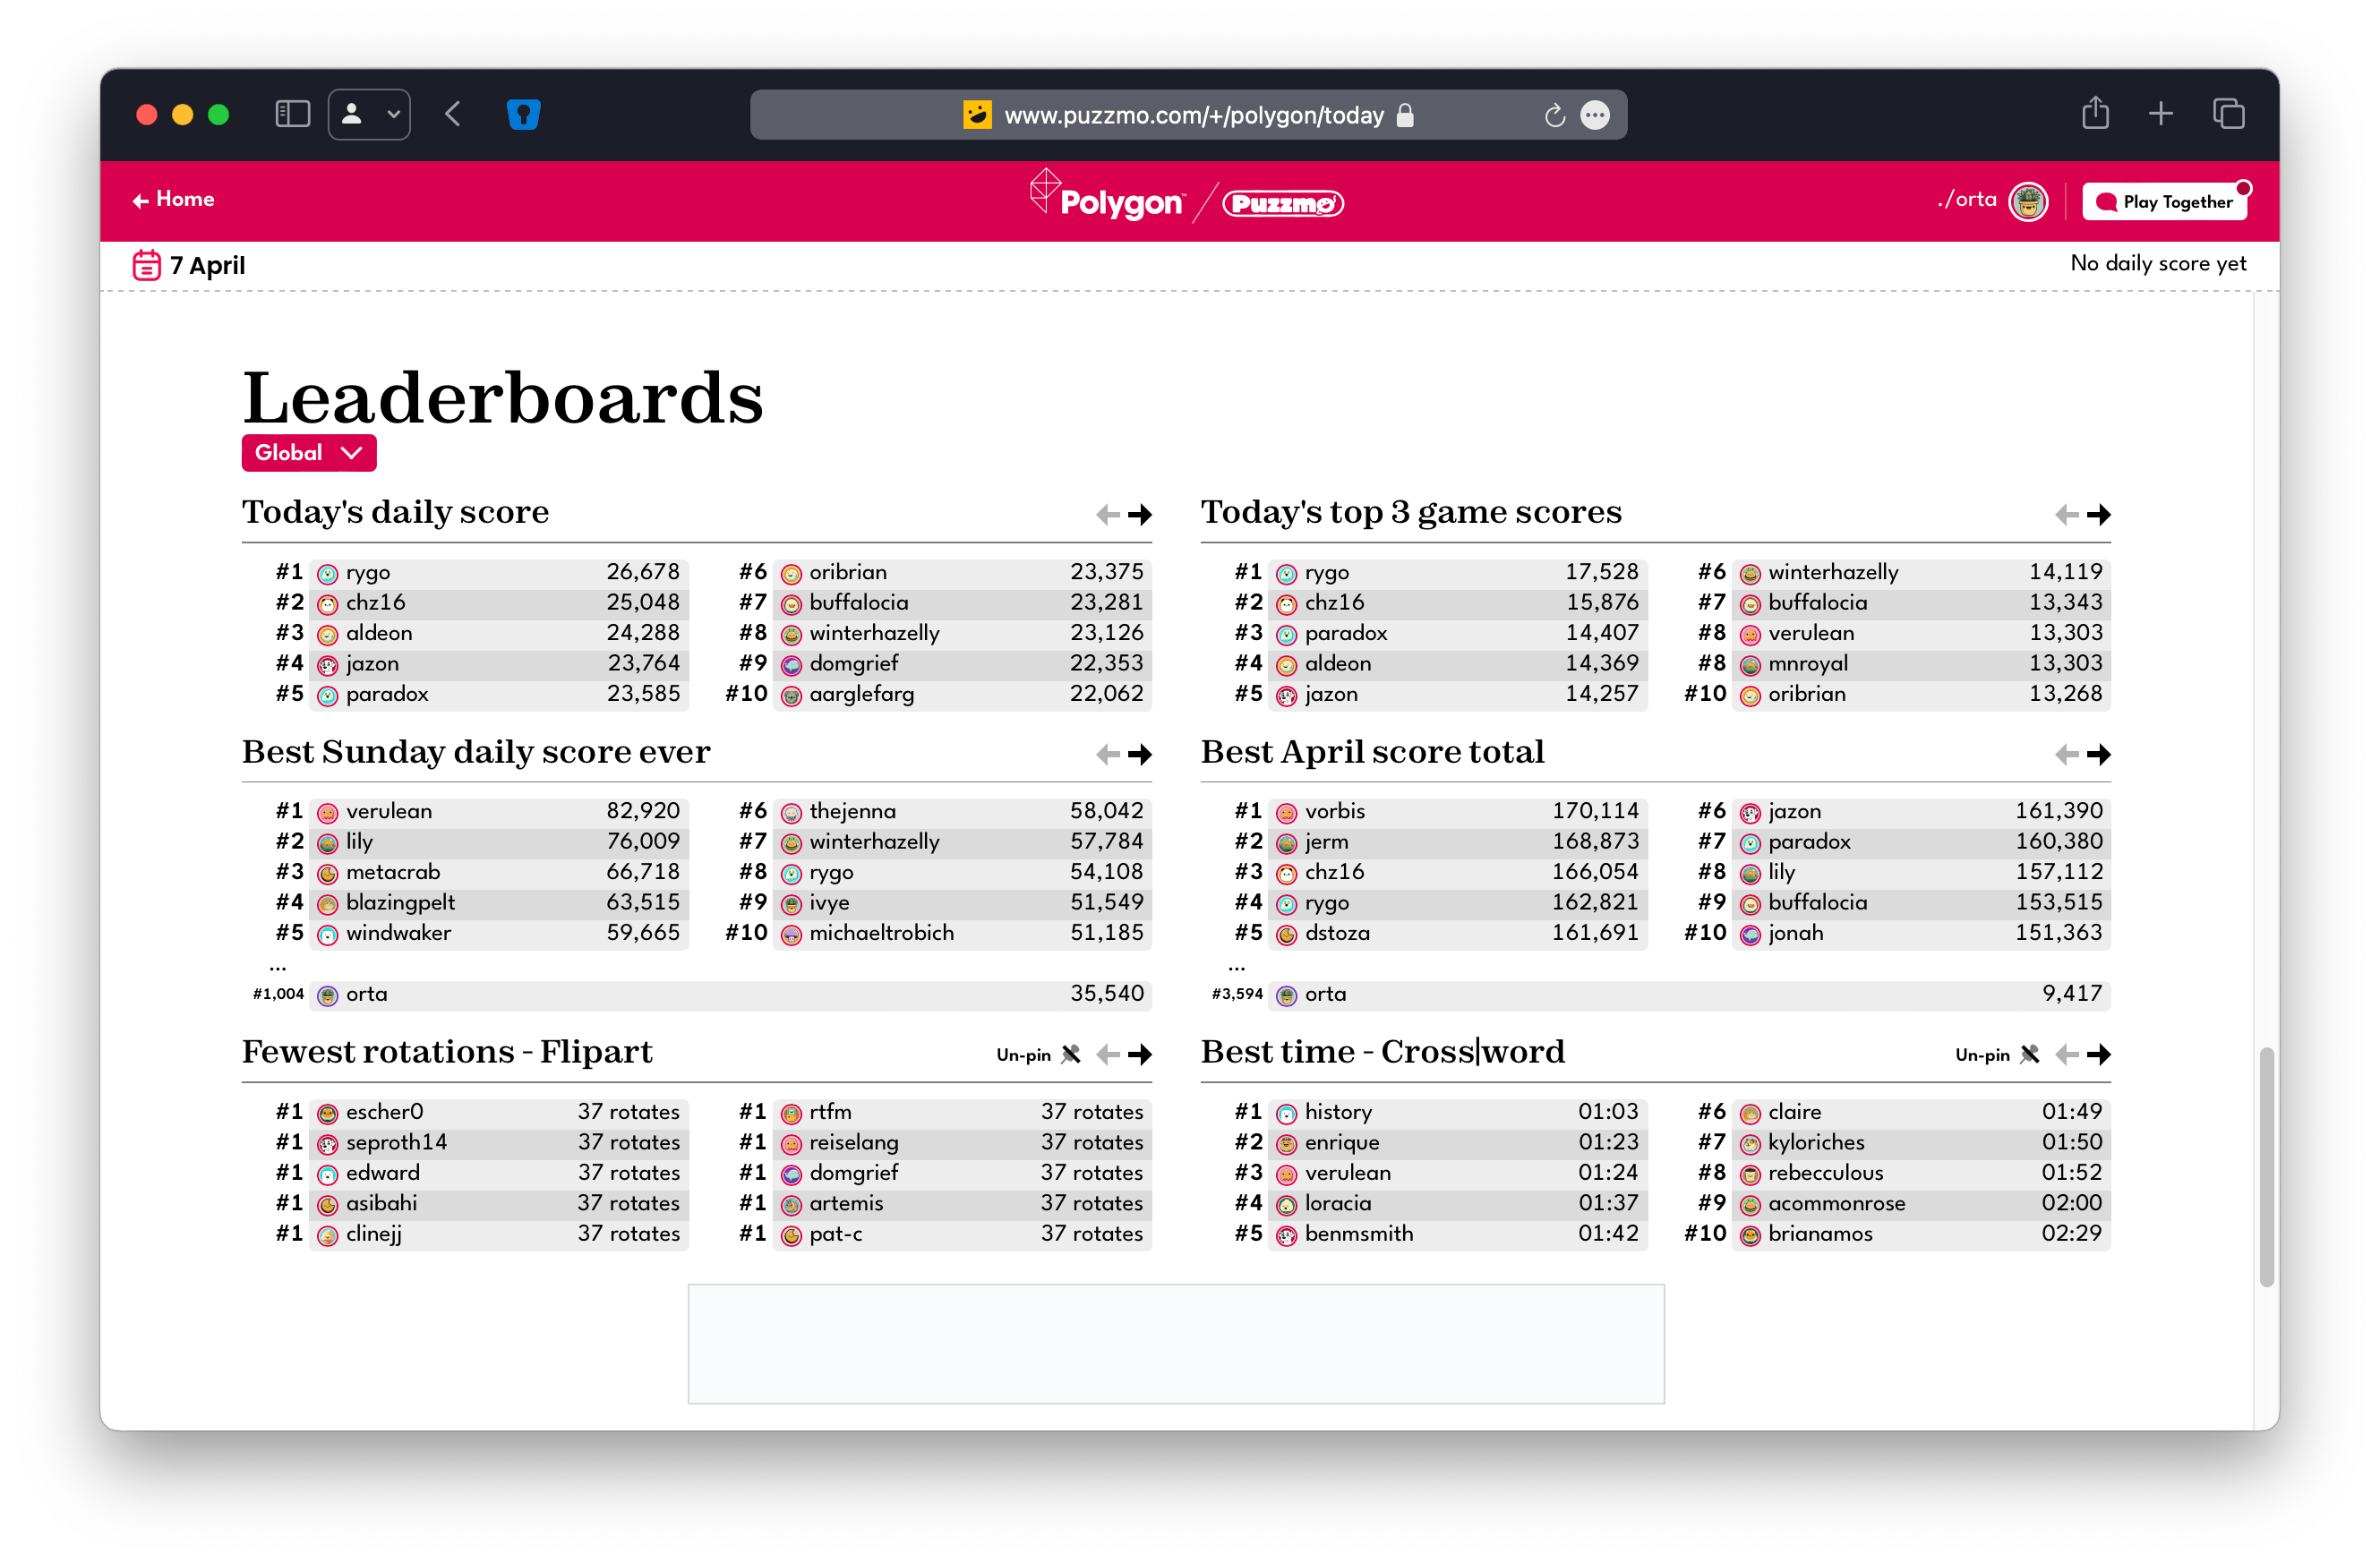 www.puzzmo.com/+/polygon/today
Home
Polygon™ / Puzzmo
./orta
Play Together
7 April
No daily score yet
Leaderboards
Global
Today's daily score
#1 rygo 26,678
#2 chz16 25,048
#3 aldeon 24,288
#4 jazon 23,764
#5 paradox 23,585
#6 oribrian 23,375
#7 buffalocia 23,281
#8 winterhazelly 23,126
#9 domgrief 22,353
#10 aarglefarg 22,062
Today's top 3 game scores
#1 rygo 17,528
#2 chz16 15,876
#3 paradox 14,407
#4 aldeon 14,369
#5 jazon 14,257
#6 winterhazelly 14,119
#7 buffalocia 13,343
#8 verulean 13,303
#8 mnroyal 13,303
#10 oribrian 13,268
Best Sunday daily score ever
#1 verulean 82,920
#2 lily 76,009
#3 metacrab 66,718
#4 blazingpelt 63,515
#5 windwaker 59,665
#6 thejenna 58,042
#7 winterhazelly 57,784
#8 rygo 54,108
#9 ivye 51,549
#10 michaeltrobich 51,185
...
#1,004 orta 35,540
Best April score total
#1 vorbis 170,114
#2 jerm 168,873
#3 chz16 166,054
#4 rygo 162,821
#5 dstoza 161,691
#6 jazon 161,390
#7 paradox 160,380
#8 lily 157,112
#9 buffalocia 153,515
#10 jonah 151,363
...
#3,594 orta 9,417
Fewest rotations - Flipart
Un-pin
#1 escher0 37 rotates
#1 seproth14 37 rotates
#1 edward 37 rotates
#1 asibahi 37 rotates
#1 clinejj 37 rotates
#1 rtfm 37 rotates
#1 reiselang 37 rotates
#1 domgrief 37 rotates
#1 artemis 37 rotates
#1 pat-c 37 rotates
Best time - Cross|word
Un-pin
#1 history 01:03
#2 enrique 01:23
#3 verulean 01:24
#4 loracia 01:37
#5 benmsmith 01:42
#6 claire 01:49
#7 kyloriches 01:50
#8 rebecculous 01:52
#9 acommonrose 02:00
#10 brianamos 02:29